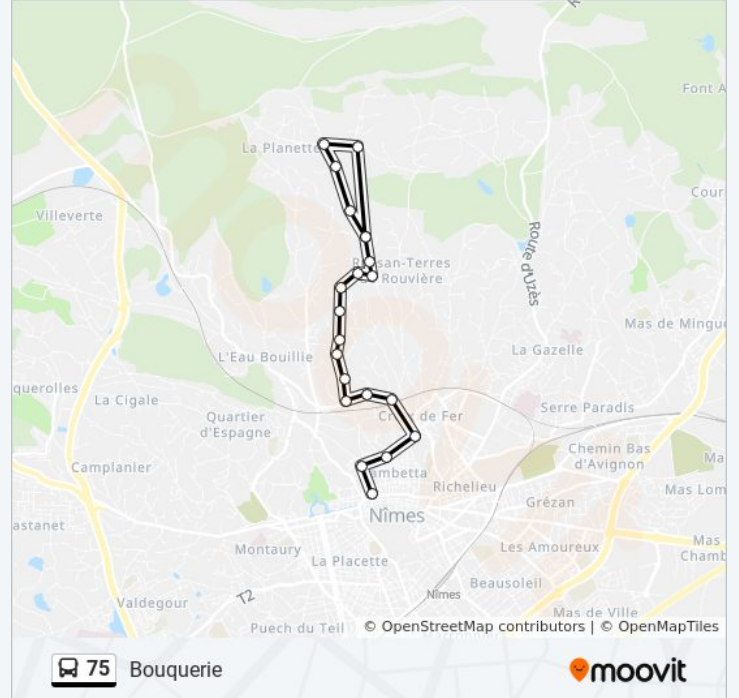 R
Font A
La Planette
Cour
Villeverte
Route d'Uzès
san-Terres
Rouvière
Mas de Mingue
L'Eau Bouillie
La Gazelle
querolles
La Cigale
Serre Paradis
Quartier
d'Espagne
de Fer
Chemin Bas
d'Avignon
Ma
Camplanier
ambetta
Richelieu
Mas Lom
Grézan
astanet
Nîmes
Mas
Chamb
Montaury
Les Amoureux
La Placette
Beausoleil
Nîmes
T2
Valdegour
Mas de Ville
Puech du Teil
© OpenStreetMap contributors | © OpenMapTiles
75 Bouquerie
moovit